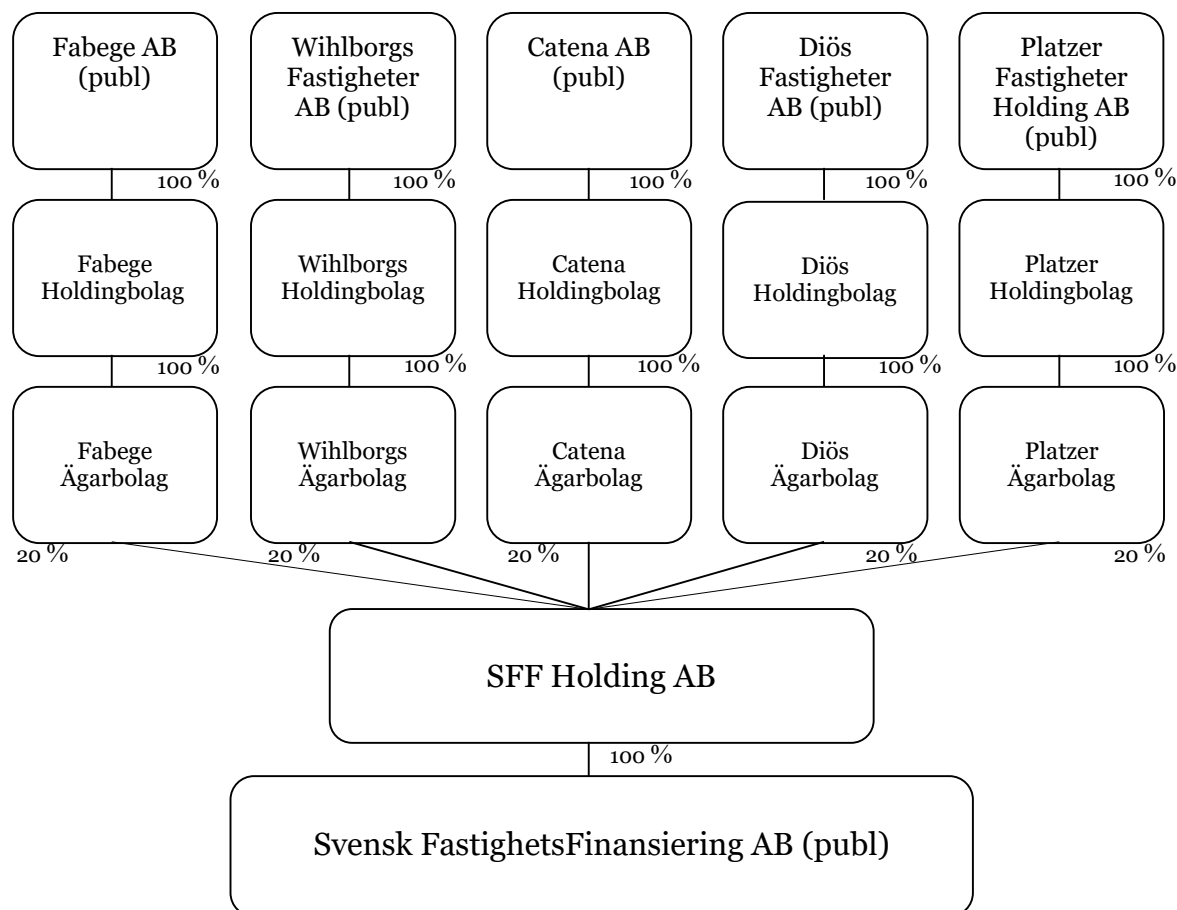 Fabege AB
(publ)
Wihlborgs
Fastigheter
AB (publ)
Catena AB
(publ)
Diös
Fastigheter
AB (publ)
Platzer
Fastigheter
Holding AB
(publ)
100 %
100 %
100 %
100 %
100 %
Fabege
Holdingbolag
Wihlborgs
Holdingbolag
Catena
Holdingbolag
Diös
Holdingbolag
Platzer
Holdingbolag
100 %
100 %
100 %
100 %
100 %
Fabege
Ägarbolag
Wihlborgs
Ägarbolag
Catena
Ägarbolag
Diös
Ägarbolag
Platzer
Ägarbolag
20 %
20 %
20 %
20 %
20 %
SFF Holding AB
100 %
Svensk FastighetsFinansiering AB (publ)